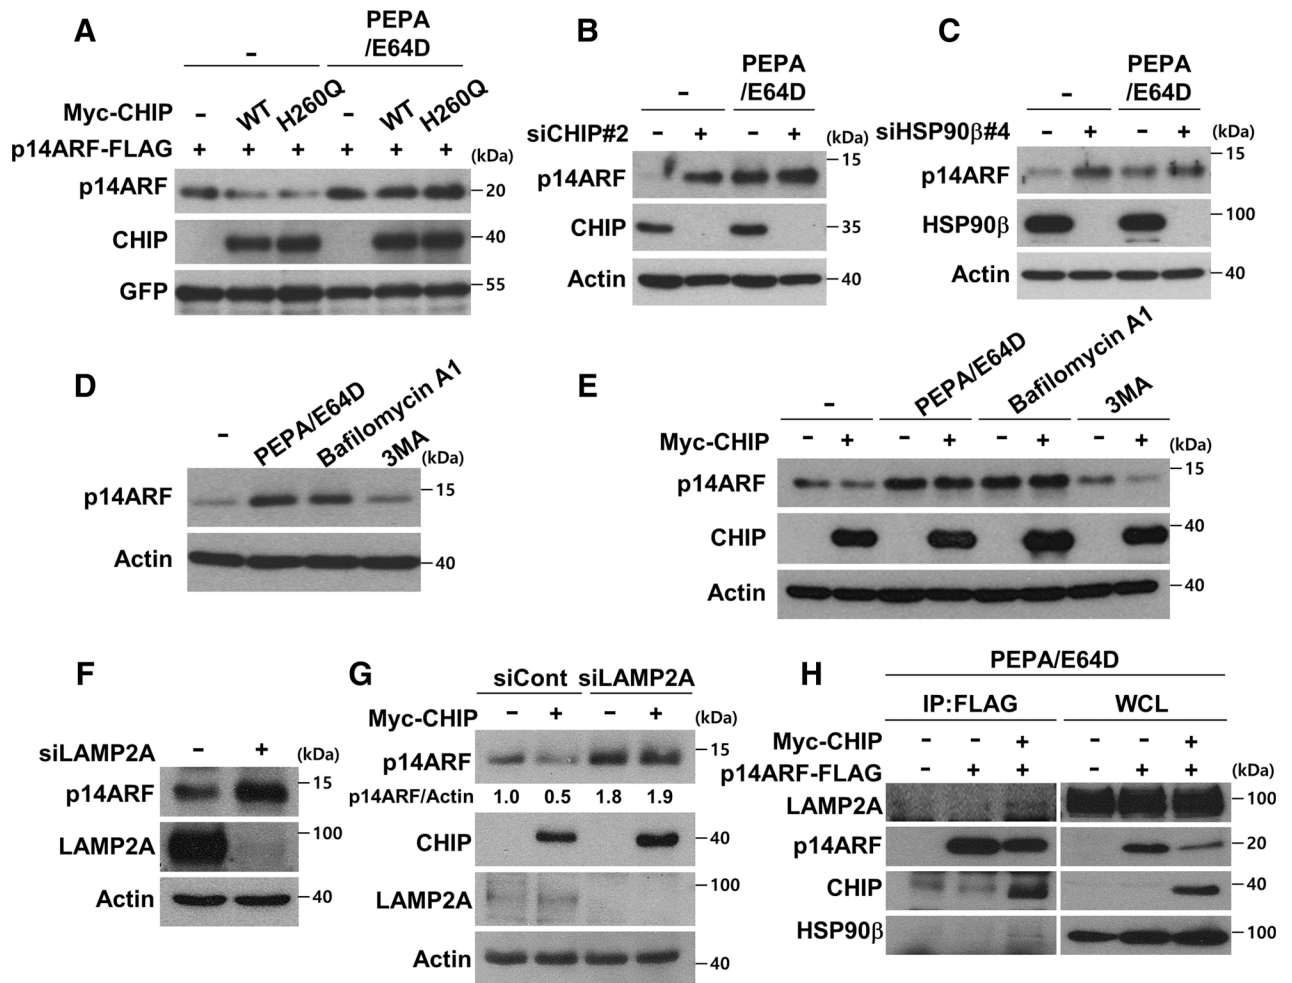 A
–
PEPA
/E64D
Myc-CHIP – WT H260Q – WT H260Q
p14ARF-FLAG + + + + + + (kDa)
p14ARF 20
CHIP 40
GFP 55
B
–
PEPA
/E64D
siCHIP#2 – + – + (kDa)
p14ARF 15
CHIP 35
Actin 40
C
–
PEPA
/E64D
siHSP90β#4 – + – + (kDa)
p14ARF 15
HSP90β 100
Actin 40
D
– PEPA/E64D Bafilomycin A1 3MA (kDa)
p14ARF 15
Actin 40
E
– PEPA/E64D Bafilomycin A1 3MA
Myc-CHIP – + – + – + – + (kDa)
p14ARF 15
CHIP 40
Actin 40
F
siLAMP2A – + (kDa)
p14ARF 15
LAMP2A 100
Actin 40
G
siCont siLAMP2A
Myc-CHIP – + – + (kDa)
p14ARF 15
p14ARF/Actin 1.0 0.5 1.8 1.9
CHIP 40
LAMP2A 100
Actin 40
H
PEPA/E64D
IP:FLAG WCL
Myc-CHIP – – + – – +
p14ARF-FLAG – + + – + + (kDa)
LAMP2A 100
p14ARF 20
CHIP 40
HSP90β 100